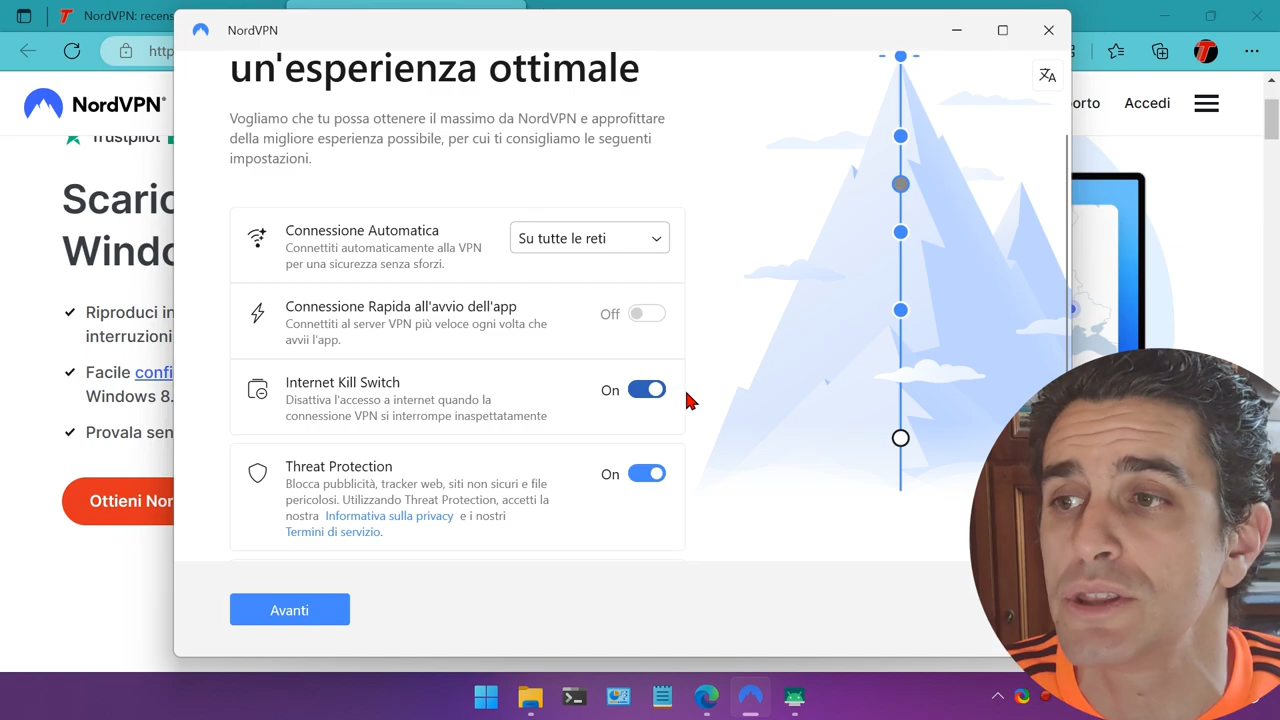 NordVPN: recens
NordVPN
http
NordVPN®
orto
Accedi
Trustpilot
Scaric
Windo
Riproduci in
interruzioni
Facile confi
Windows 8.
Provala sen
Ottieni Nor
un'esperienza ottimale
Vogliamo che tu possa ottenere il massimo da NordVPN e approfittare
della migliore esperienza possibile, per cui ti consigliamo le seguenti
impostazioni.
Connessione Automatica
Connettiti automaticamente alla VPN
per una sicurezza senza sforzi.
Su tutte le reti
Connessione Rapida all'avvio dell'app
Connettiti al server VPN più veloce ogni volta che
avvii l'app.
Off
Internet Kill Switch
Disattiva l'accesso a internet quando la
connessione VPN si interrompe inaspettatamente
On
Threat Protection
Blocca pubblicità, tracker web, siti non sicuri e file
pericolosi. Utilizzando Threat Protection, accetti la
nostra Informativa sulla privacy e i nostri
Termini di servizio.
On
Avanti